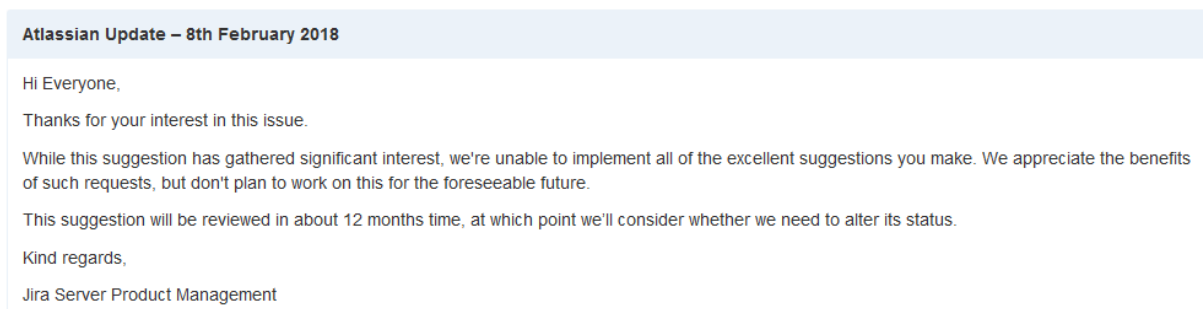 Atlassian Update – 8th February 2018
Hi Everyone,
Thanks for your interest in this issue.
While this suggestion has gathered significant interest, we're unable to implement all of the excellent suggestions you make. We appreciate the benefits
of such requests, but don't plan to work on this for the foreseeable future.
This suggestion will be reviewed in about 12 months time, at which point we’ll consider whether we need to alter its status.
Kind regards,
Jira Server Product Management